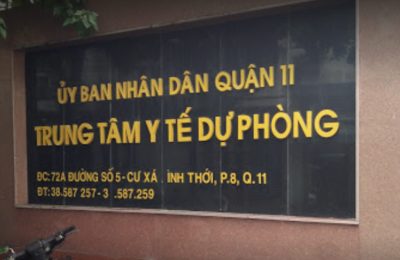 ỦY BAN NHÂN DÂN QUẬN 11
TRUNG TÂM Y TẾ DỰ PHÒNG
ĐC: 72A ĐƯỜNG SỐ 5 - CƯ XÁ . ÌNH THỚI, P.8, Q.11
ĐT: 38.587 257 - 3 .587.259